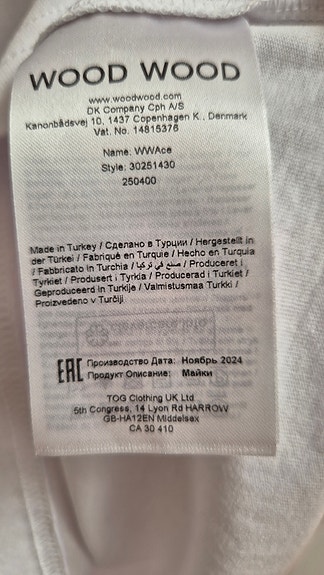 WOOD WOOD
www.woodwood.com
DK Company Cph A/S
Kanonbådsvej 10, 1437 Copenhagen K., Denmark
Vat. No. 14815376
Name: WWAce
Style: 30251430
250400
Made in Turkey / Сделано в Турции / Hergestellt in
der Türkei / Fabriqué en Turquie / Hecho en Turquia
/ Fabbricato in Turchia / صنع في تركيا / Produceret i
Tyrkiet / Produsert i Tyrkia / Producerad i Turkiet /
Geproduceerd in Turkije / Valmistusmaa Turkki /
Proizvedeno v Turčiji
EAC Производство Дата: Ноябрь 2024
Продукт Описание: Майки
TOG Clothing UK Ltd
5th Congress, 14 Lyon Rd HARROW
GB-HA12EN Middelsex
CA 30 410